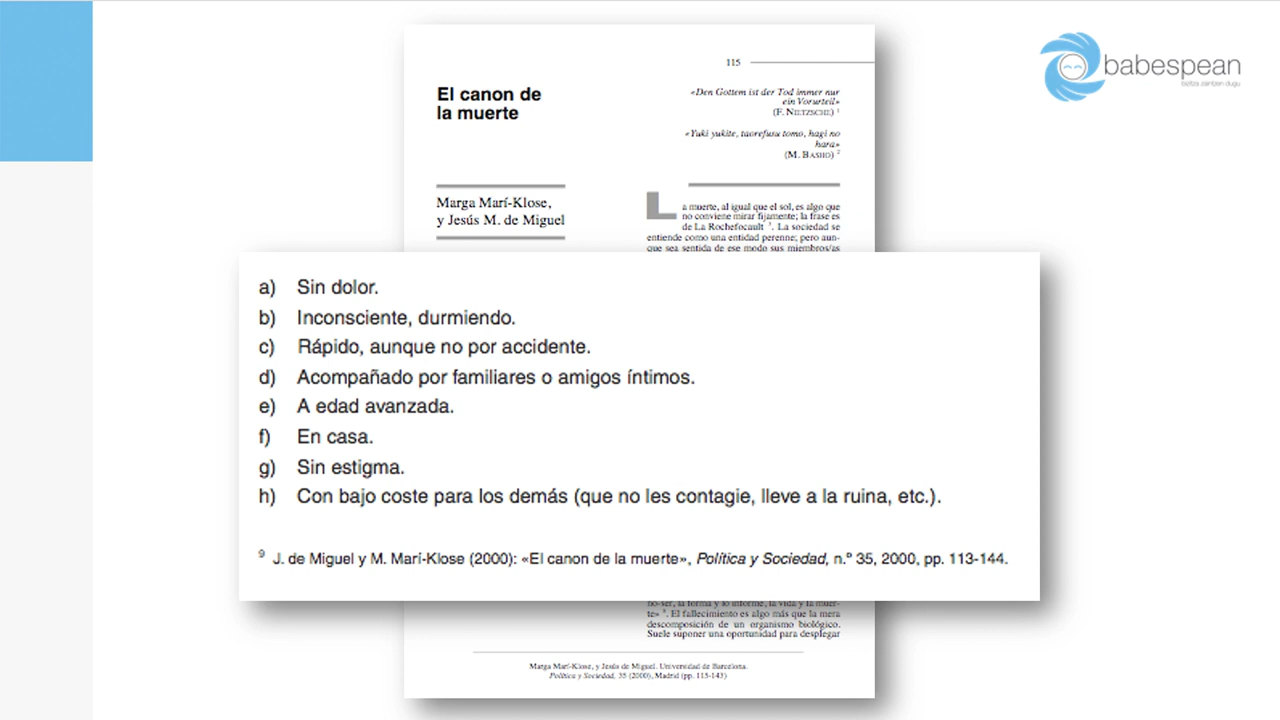 babespean
bizitza zaintzen dugu
115
El canon de
la muerte
«Den Gottem ist der Tod immer nur
ein Vorurteil»
(F. NIETZSCHE) 1
«Yuki yukite, taorefusu tomo, hagi no
hara»
(M. BASHO) 2
Marga Marí-Klose,
y Jesús M. de Miguel
La muerte, al igual que el sol, es algo que
no conviene mirar fijamente; la frase es
de La Rochefocault 3. La sociedad se
entiende como una entidad perenne; pero aun-
que sea sentida de ese modo sus miembros/as
a) Sin dolor.
b) Inconsciente, durmiendo.
c) Rápido, aunque no por accidente.
d) Acompañado por familiares o amigos íntimos.
e) A edad avanzada.
f) En casa.
g) Sin estigma.
h) Con bajo coste para los demás (que no les contagie, lleve a la ruina, etc.).
9 J. de Miguel y M. Marí-Klose (2000): «El canon de la muerte», Política y Sociedad, n.º 35, 2000, pp. 113-144.
no-ser, la forma y lo informe, la vida y la muer-
te» 8. El fallecimiento es algo más que la mera
descomposición de un organismo biológico.
Suele suponer una oportunidad para desplegar
Marga Marí-Klose, y Jesús de Miguel. Universidad de Barcelona.
Política y Sociedad, 35 (2000), Madrid (pp. 115-143)